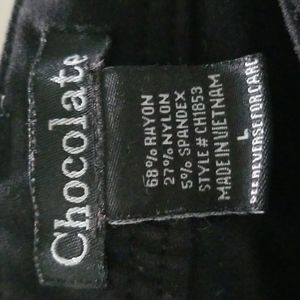 Chocolate
68% RAYON
27% NYLON
5% SPANDEX
STYLE# CH1853
MADE IN VIETNAM
L
SEE REVERSE FOR CARE